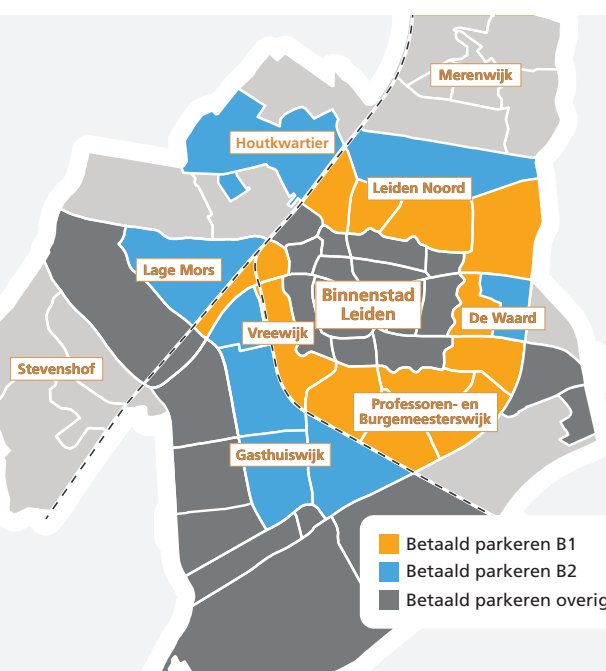 Merenwijk
Houtkwartier
Leiden Noord
Lage Mors
Binnenstad
Leiden
De Waard
Vreewijk
Stevenshof
Professoren- en
Burgemeesterswijk
Gasthuiswijk
Betaald parkeren B1
Betaald parkeren B2
Betaald parkeren overig